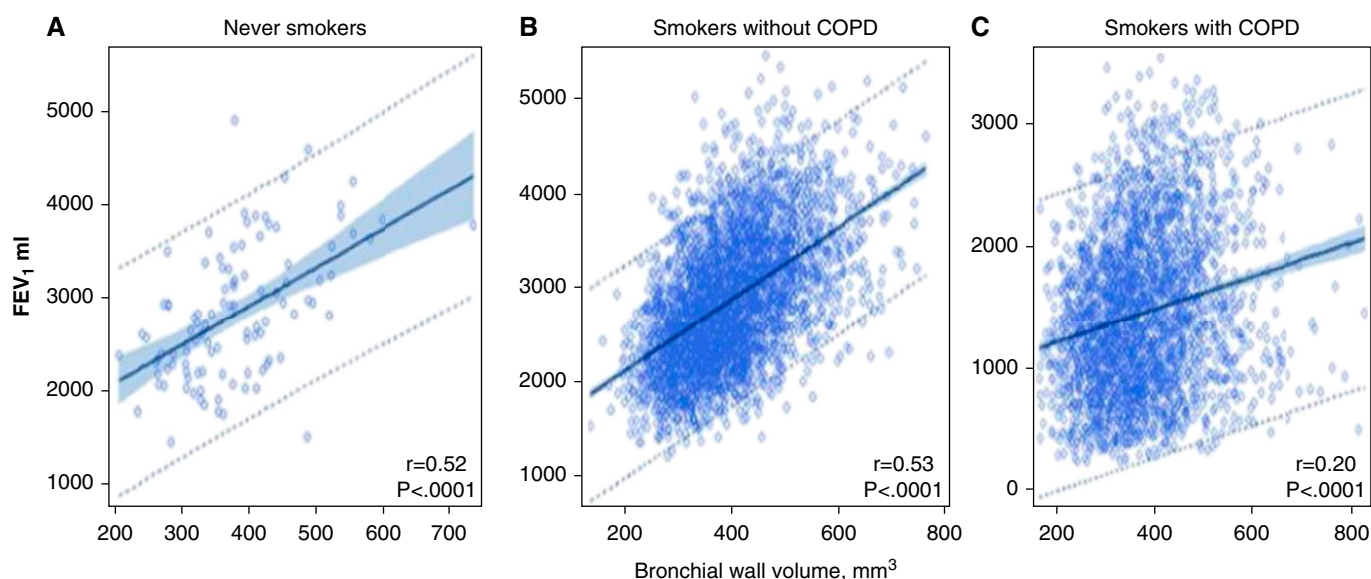 A Never smokers
B Smokers without COPD
C Smokers with COPD
FEV₁ ml
5000
4000
3000
2000
1000
r=0.52
P<.0001
200 300 400 500 600 700
5000
4000
3000
2000
1000
r=0.53
P<.0001
200 400 600 800
3000
2000
1000
0
r=0.20
P<.0001
200 400 600 800
Bronchial wall volume, mm³